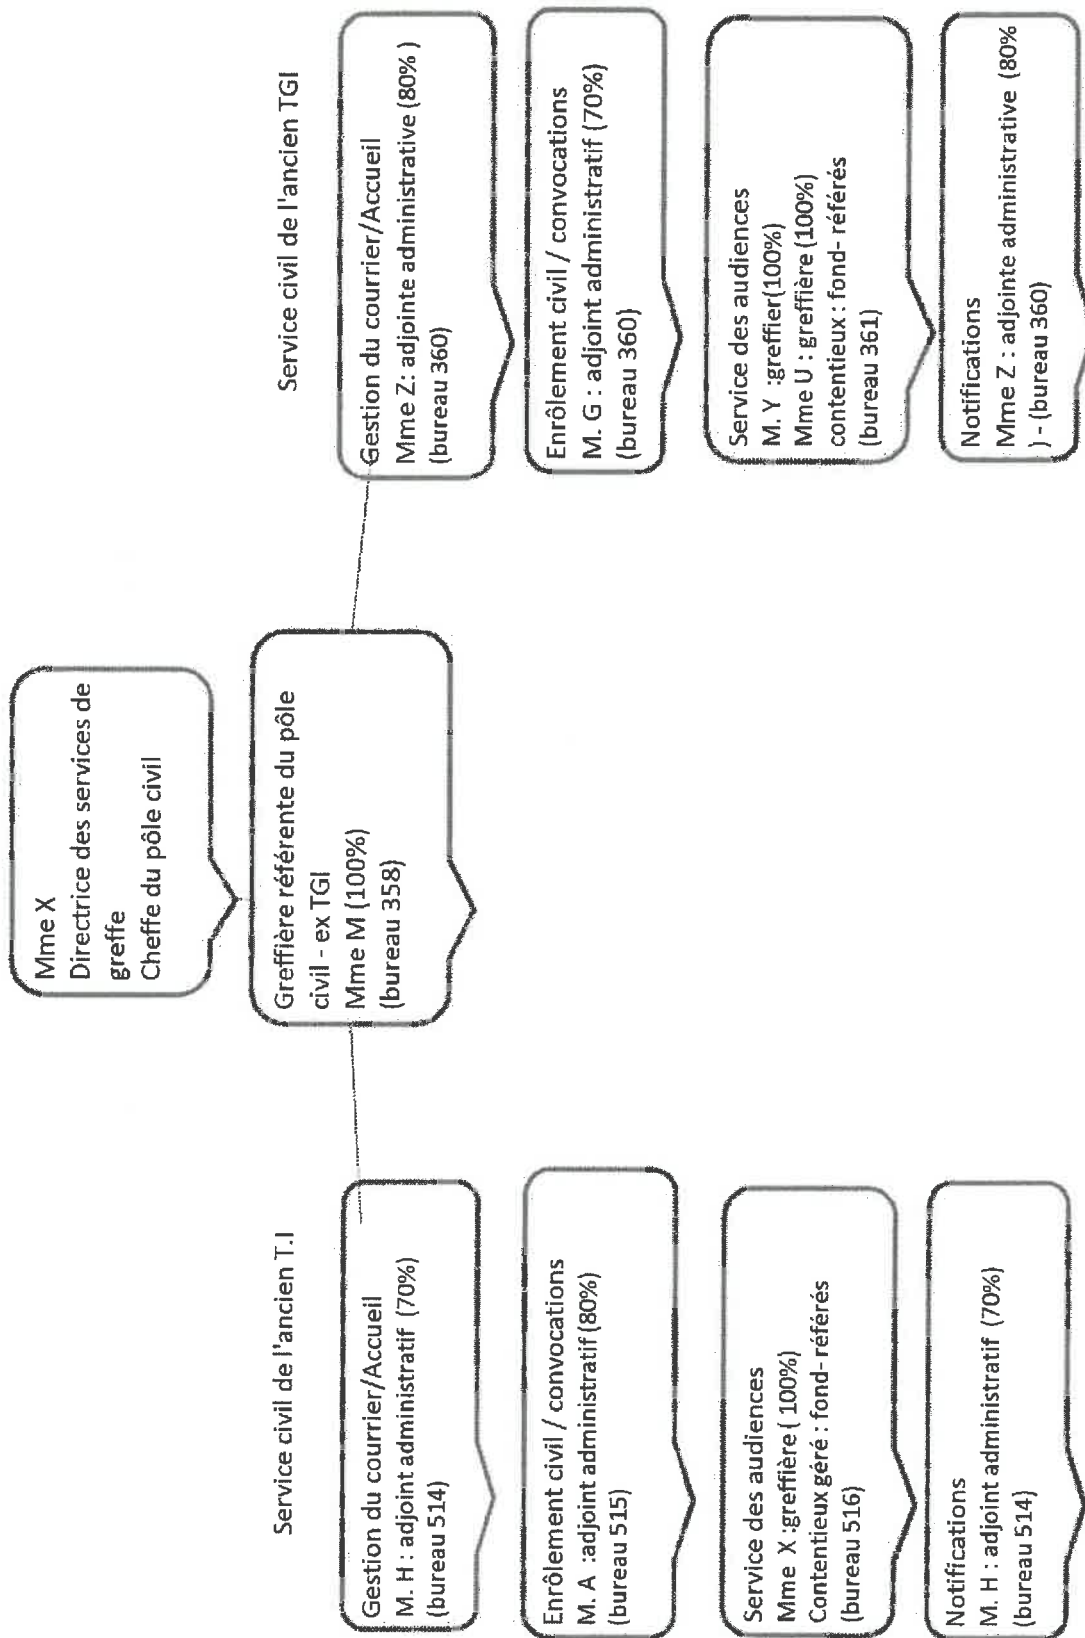 Mme X
Directrice des services de
greffe
Cheffe du pôle civil
Greffière référente du pôle
civil - ex TGI
Mme M (100%)
(bureau 358)
Service civil de l'ancien T.I
Gestion du courrier/Accueil
M. H : adjoint administratif (70%)
(bureau 514)
Enrôlement civil / convocations
M. A :adjoint administratif (80%)
(bureau 515)
Service des audiences
Mme X :greffière ( 100%)
Contentieux géré : fond- référés
(bureau 516)
Notifications
M. H : adjoint administratif (70%)
(bureau 514)
Service civil de l'ancien TGI
Gestion du courrier/Accueil
Mme Z: adjointe administrative (80% )
(bureau 360)
Enrôlement civil / convocations
M. G : adjoint administratif (70%)
(bureau 360)
Service des audiences
M. Y :greffier(100%)
Mme U : greffière (100%)
contentieux : fond- référés
(bureau 361)
Notifications
Mme Z : adjointe administrative (80%
) - (bureau 360)